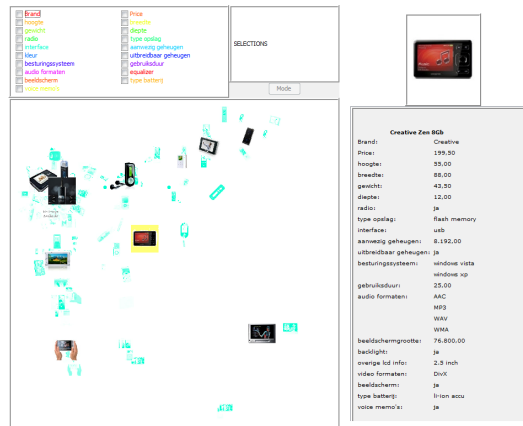 Brand
Price
hoogte
breedte
gewicht
diepte
radio
type opslag
interface
aanwezig geheugen
kleur
uitbreidbaar geheugen
besturingssysteem
gebruiksduur
audio formaten
equalizer
beeldscherm
type batterij
voice memo's
SELECTIONS
Mode
Creative Zen 8Gb
Brand: Creative
Price: 199,50
hoogte: 55,00
breedte: 88,00
gewicht: 43,50
diepte: 12,00
radio: ja
type opslag: flash memory
interface: usb
aanwezig geheugen: 8.192,00
uitbreidbaar geheugen: ja
besturingssysteem: windows vista
windows xp
gebruiksduur: 25,00
audio formaten: AAC
MP3
WAV
WMA
beeldschermgrootte: 76.800,00
backlight: ja
overige lcd info: 2.5 inch
video formaten: DivX
beeldscherm: ja
type batterij: li-ion accu
voice memo's: ja